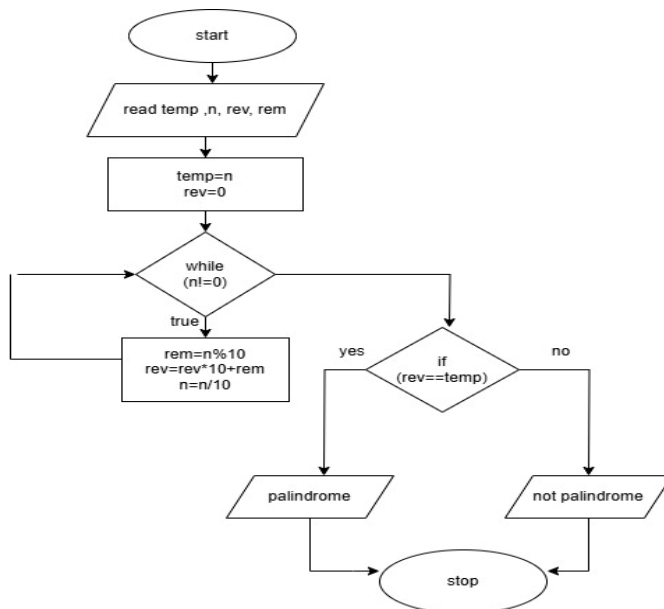 start
read temp ,n, rev, rem
temp=n
rev=0
while
(n!=0)
true
rem=n%10
rev=rev*10+rem
n=n/10
yes
if
(rev==temp)
no
palindrome
not palindrome
stop